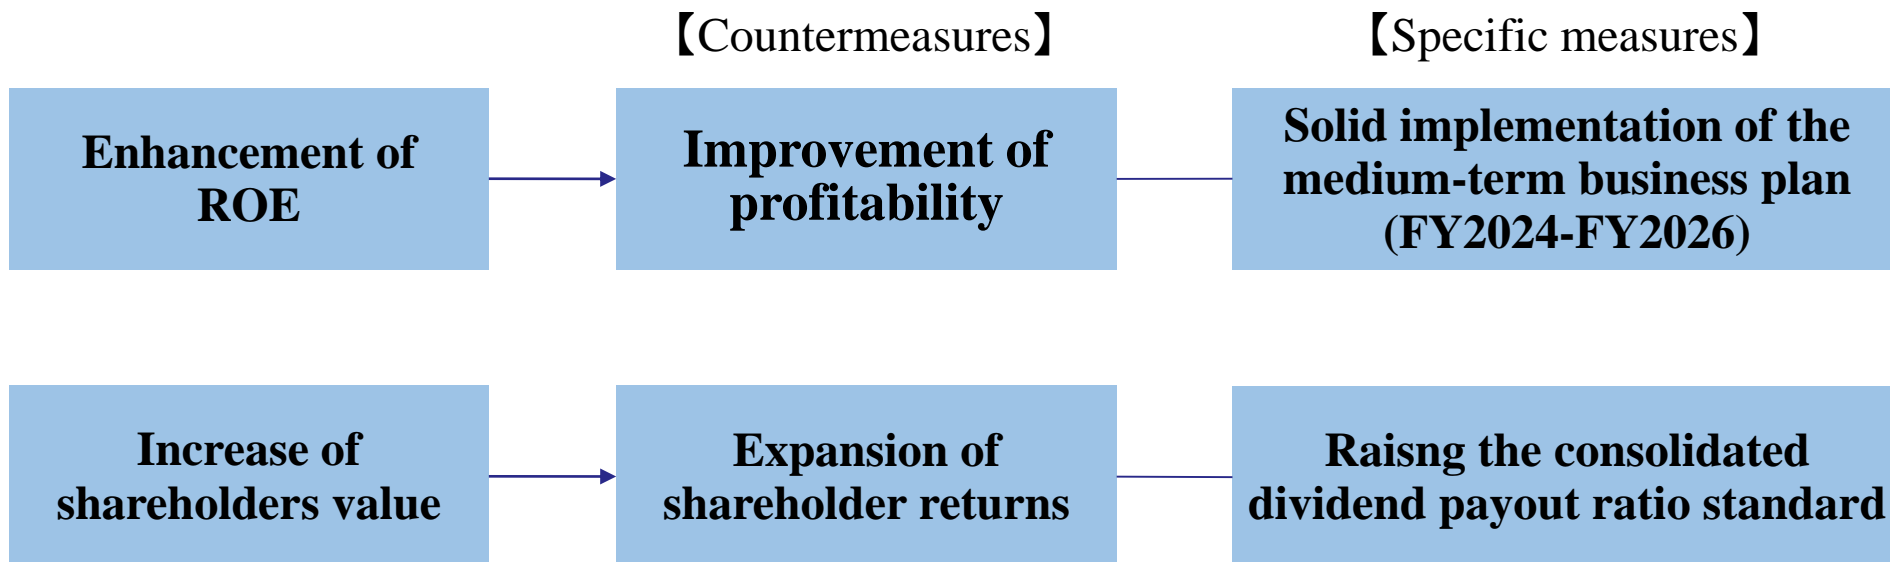 【Countermeasures】
【Specific measures】
Enhancement of
ROE
Improvement of
profitability
Solid implementation of the
medium-term business plan
(FY2024-FY2026)
Increase of
shareholders value
Expansion of
shareholder returns
Raisng the consolidated
dividend payout ratio standard